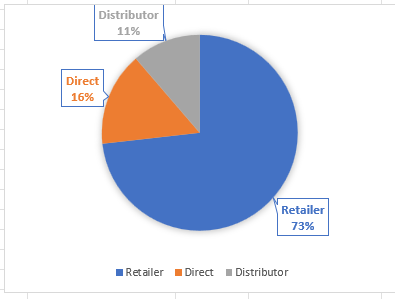 Distributor
11%
Direct
16%
Retailer
73%
Retailer Direct Distributor